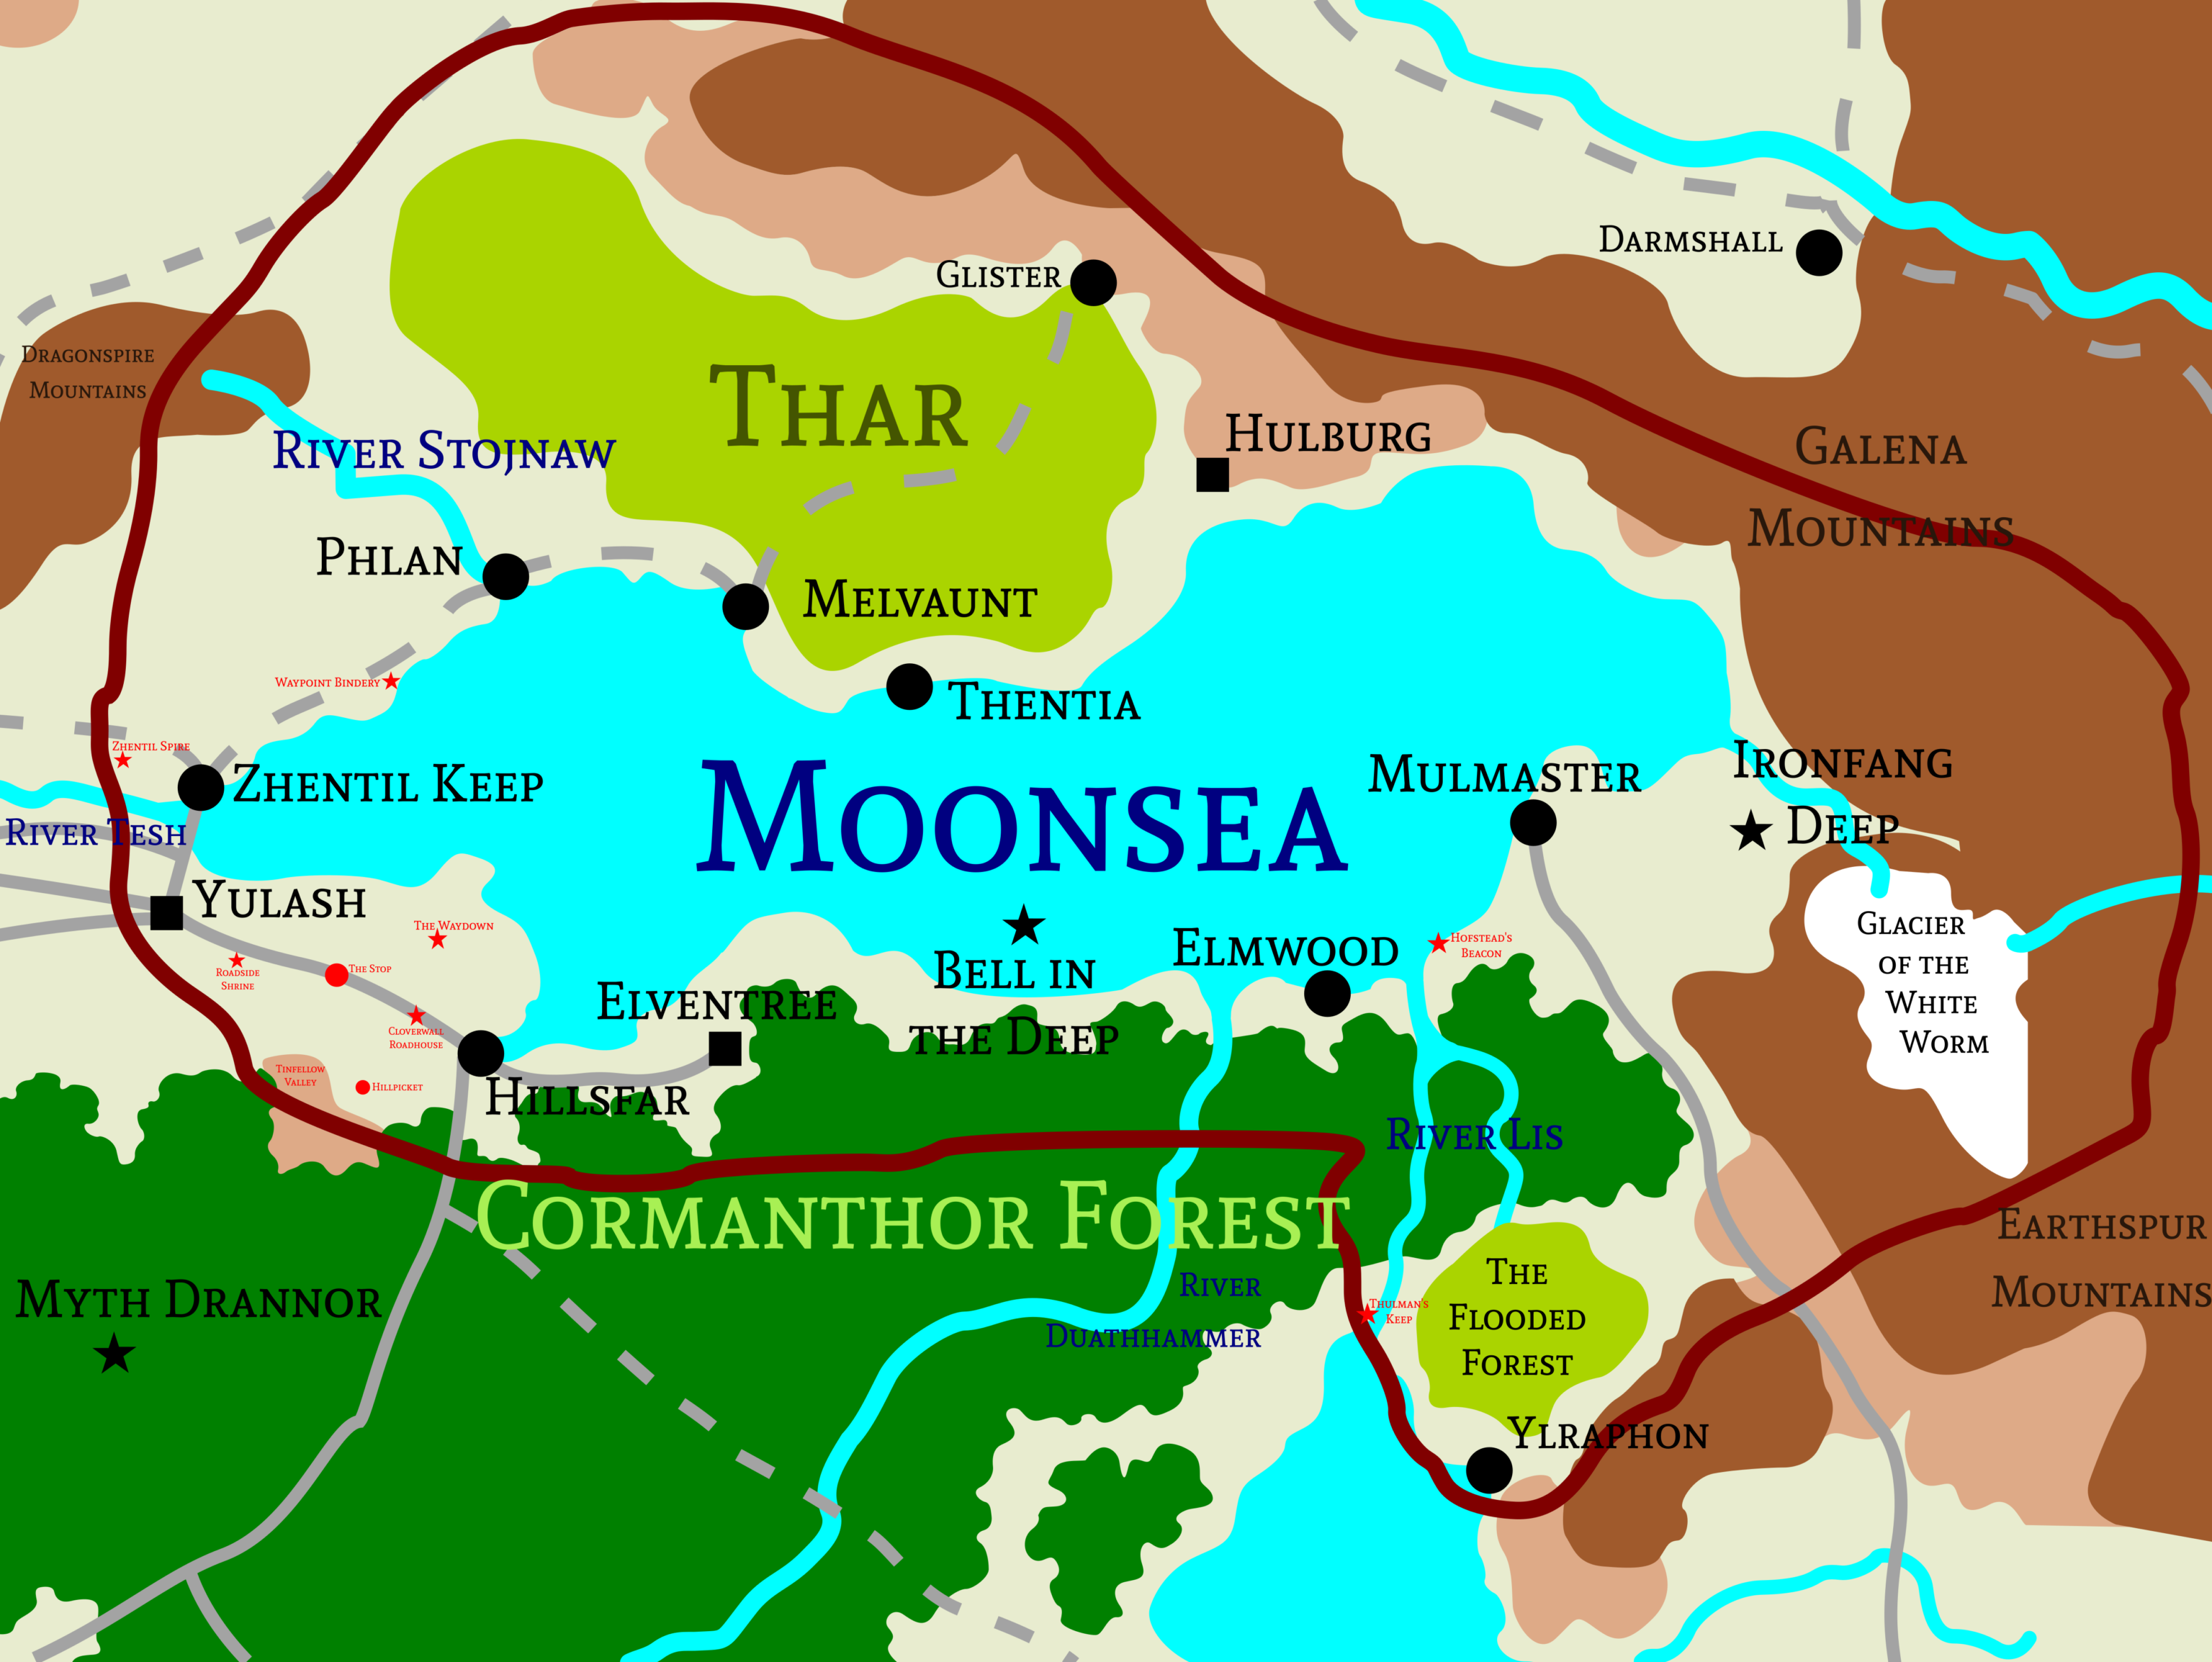 Darmshall
Glister
Dragonspire
Mountains
Thar
Hulburg
River Stojnaw
Galena
Mountains
Phlan
Melvaunt
Waypoint Bindery
Thentia
Zhentil Spire
Zhentil Keep
Moonsea
Mulmaster
Ironfang
Deep
River Tesh
Yulash
The Waydown
Bell in
the Deep
Elmwood
Hofstead's
Beacon
Glacier
of the
White
Worm
Roadside
Shrine
The Stop
Elventree
Cloverwall
Roadhouse
Tinfellow
Valley
Hillpicket
Hillsfar
River Lis
Cormanthor Forest
Earthspur
Mountains
Myth Drannor
River
Duathhammer
Thulman's
Keep
The
Flooded
Forest
Ylraphon